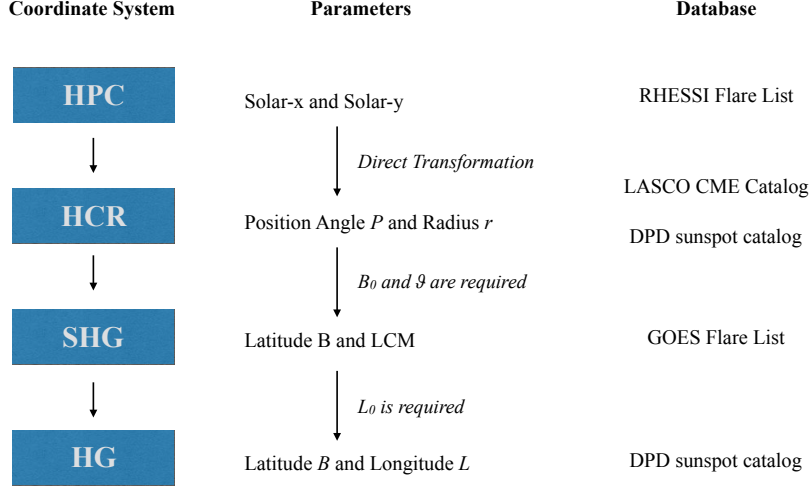 Coordinate System Parameters Database
HPC Solar-x and Solar-y RHESSI Flare List
Direct Transformation
LASCO CME Catalog
HCR Position Angle P and Radius r
DPD sunspot catalog
B₀ and ϑ are required
SHG Latitude B and LCM GOES Flare List
L₀ is required
HG Latitude B and Longitude L DPD sunspot catalog